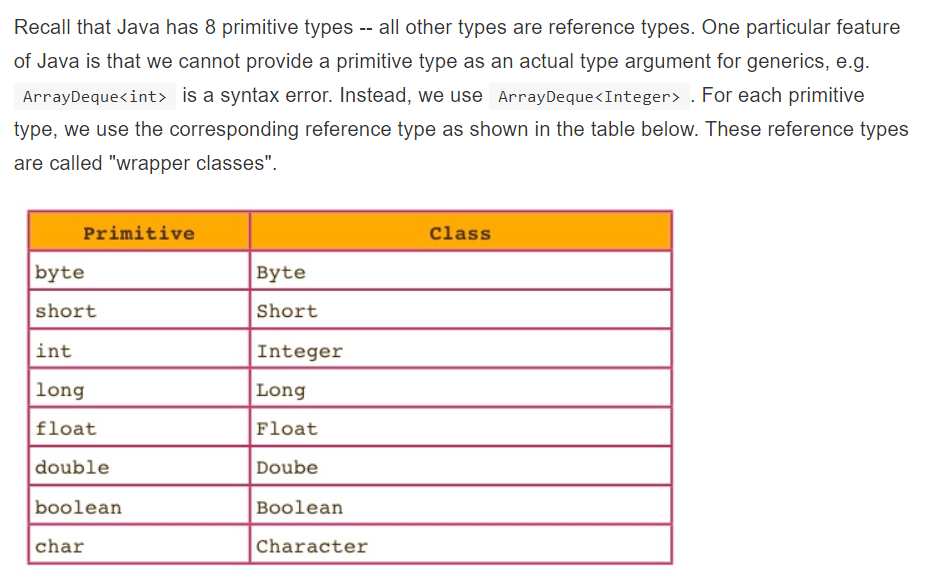 Recall that Java has 8 primitive types -- all other types are reference types. One particular feature
of Java is that we cannot provide a primitive type as an actual type argument for generics, e.g.
ArrayDeque<int> is a syntax error. Instead, we use ArrayDeque<Integer> . For each primitive
type, we use the corresponding reference type as shown in the table below. These reference types
are called "wrapper classes".
Primitive Class
byte Byte
short Short
int Integer
long Long
float Float
double Doube
boolean Boolean
char Character